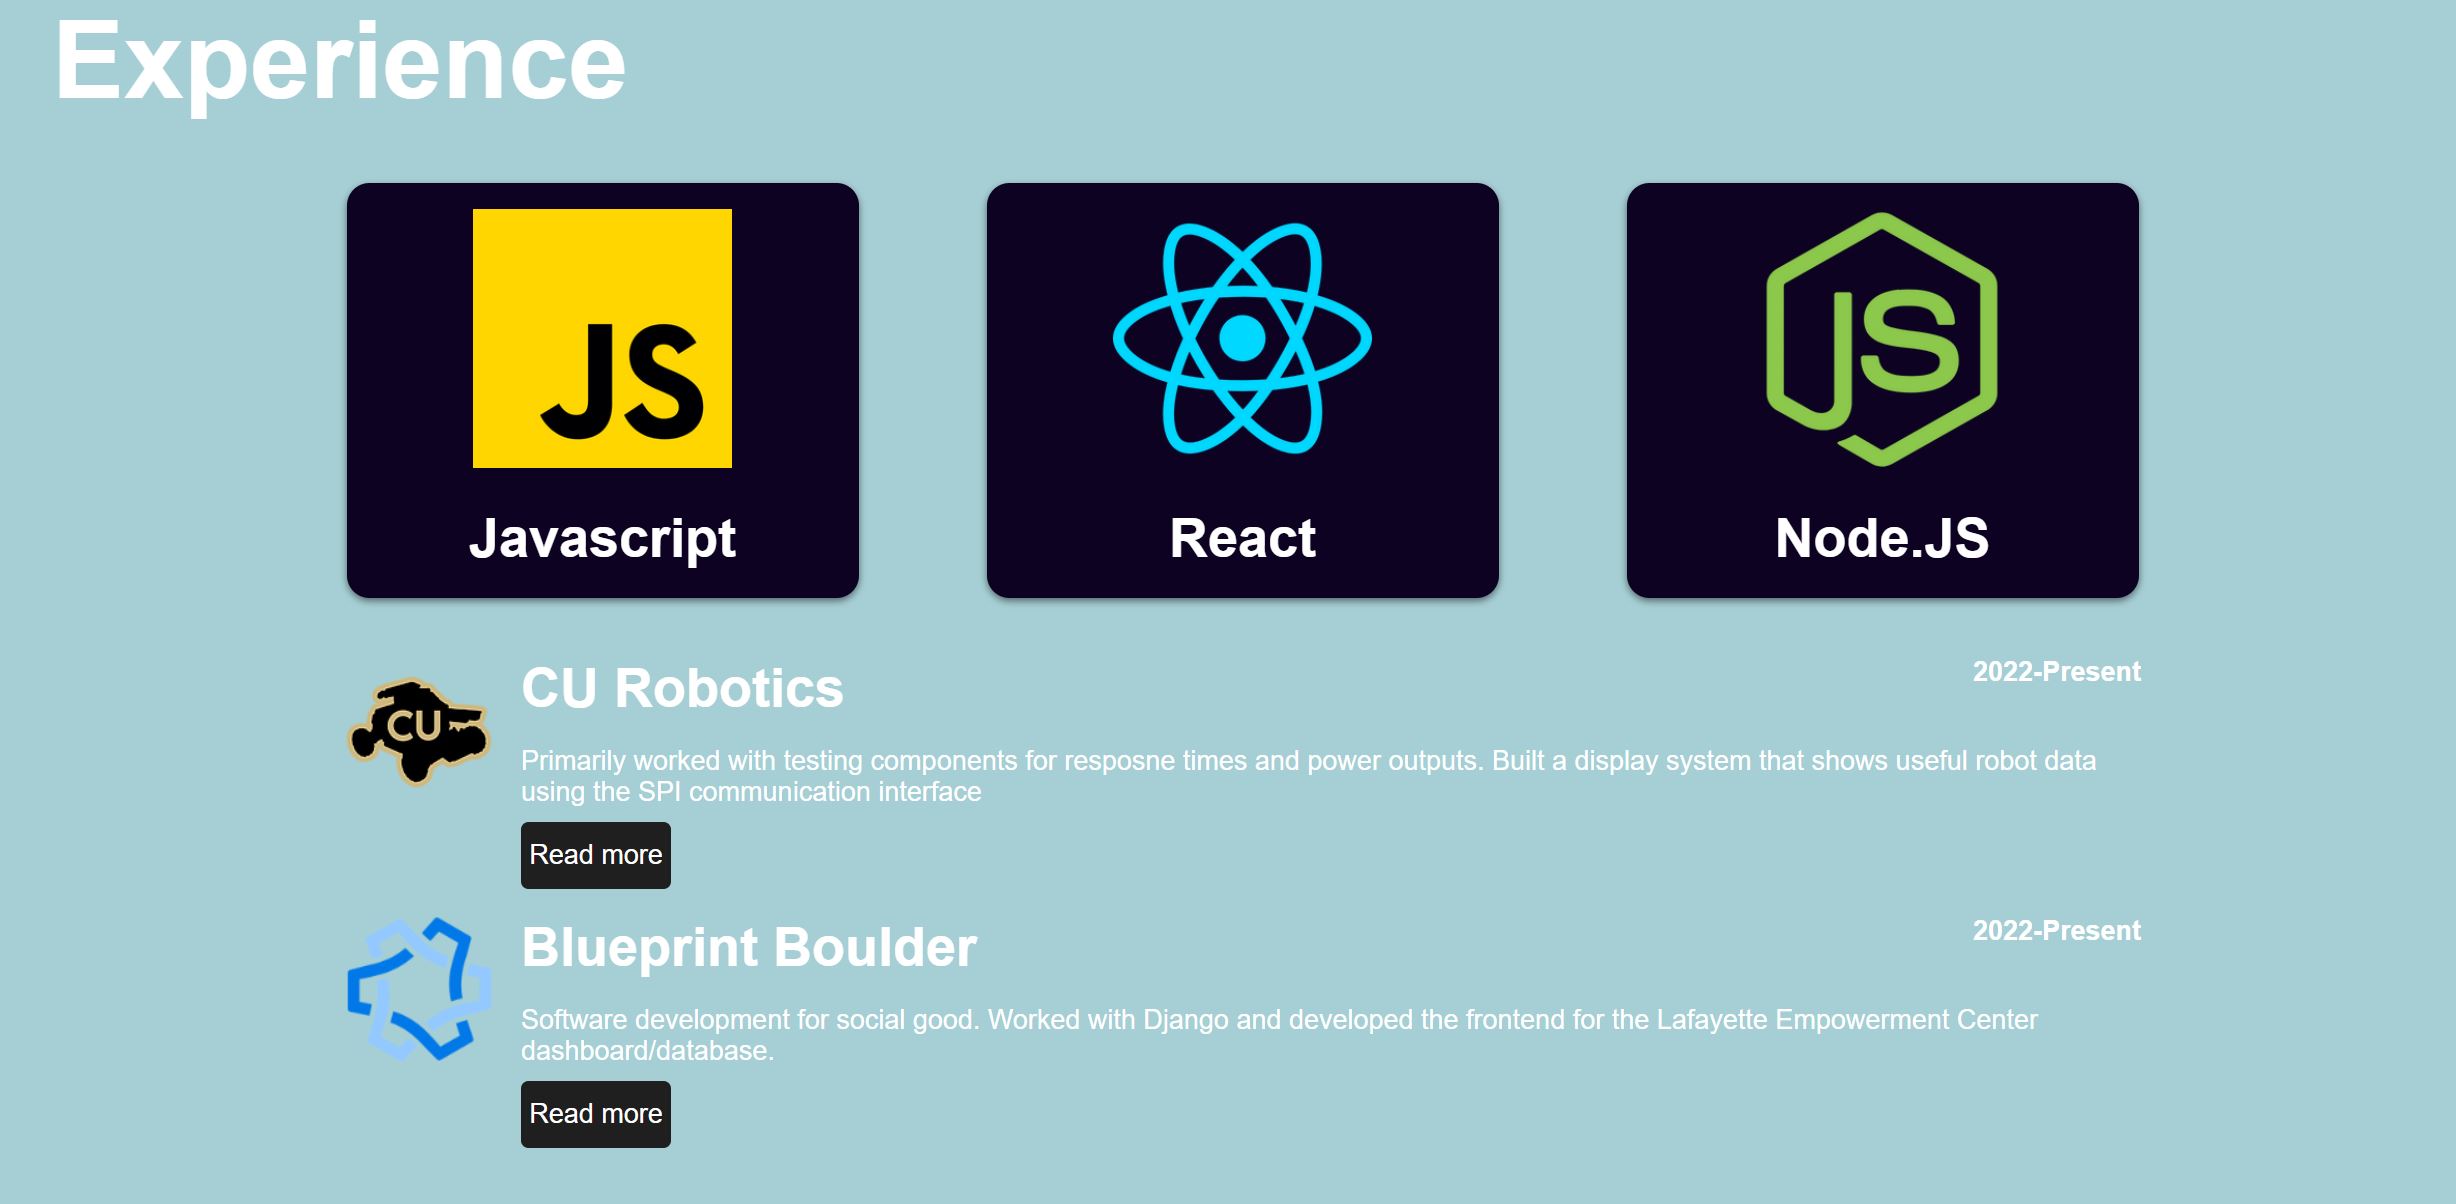 Experience
JS
JS
Javascript
React
Node.JS
CU
CU Robotics
2022-Present
Primarily worked with testing components for resposne times and power outputs. Built a display system that shows useful robot data
using the SPI communication interface
Read more
Blueprint Boulder
2022-Present
Software development for social good. Worked with Django and developed the frontend for the Lafayette Empowerment Center
dashboard/database.
Read more